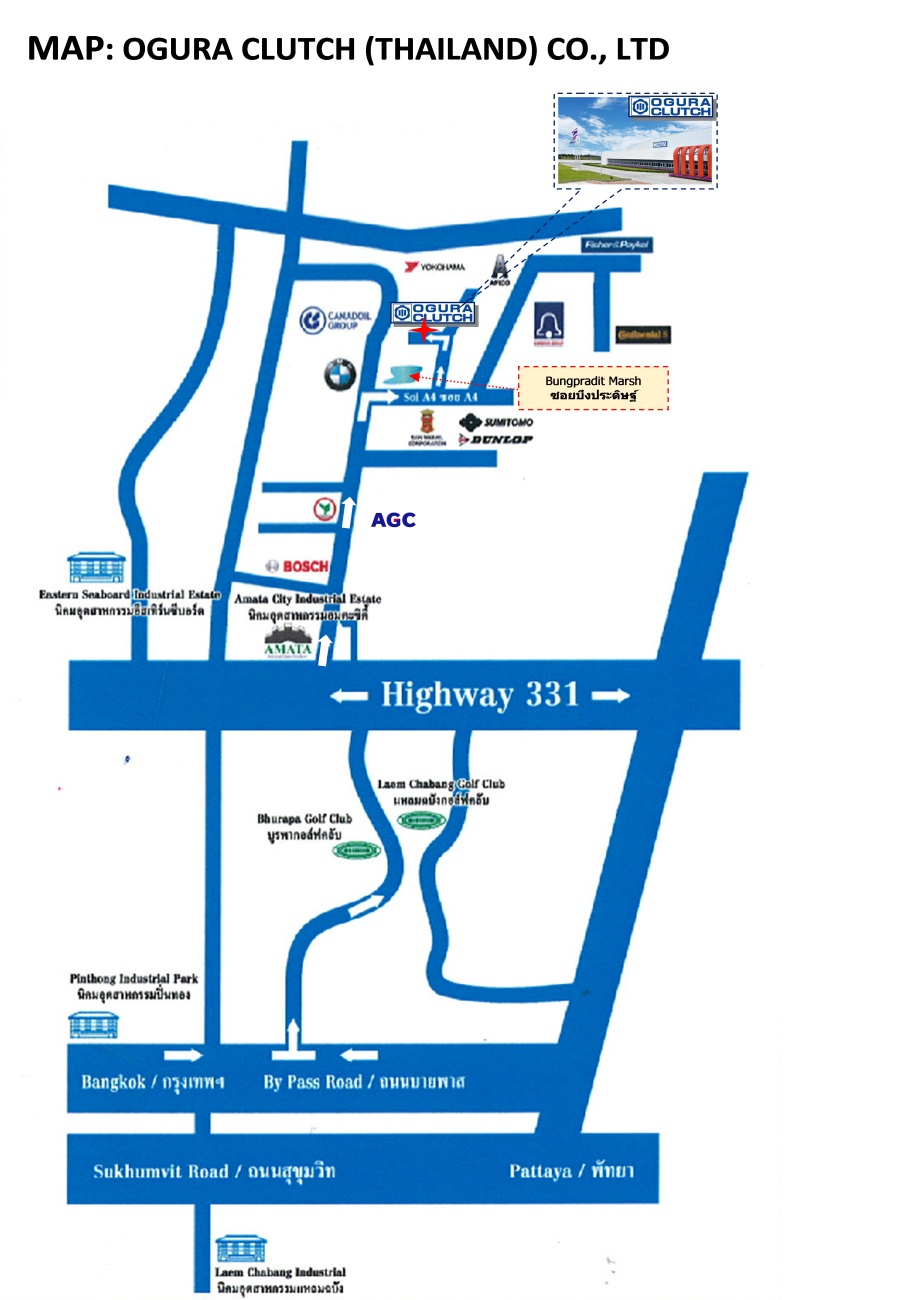 MAP: OGURA CLUTCH (THAILAND) CO., LTD
OGURA
CLUTCH
Fisher & Paykel
YOKOHAMA
CANADOIL
GROUP
OGURA
CLUTCH
Continental
BMW
Bungpradit Marsh
ซอยบึงประดิษฐ์
Soi A4 ซอย A4
SAN MIGUEL
CORPORATION
SUMITOMO
DUNLOP
AGC
BOSCH
Eastern Seaboard Industrial Estate
นิคมอุตสาหกรรมอีสเทิร์นซีบอร์ด
Amata City Industrial Estate
นิคมอุตสาหกรรมอมตะซิตี้
AMATA
Highway 331
Laem Chabang Golf Club
แหลมฉบังกอล์ฟคลับ
Bhurapa Golf Club
บูรพากอล์ฟคลับ
Pinthong Industrial Park
นิคมอุตสาหกรรมปิ่นทอง
Bangkok / กรุงเทพฯ
By Pass Road / ถนนบายพาส
Sukhumvit Road / ถนนสุขุมวิท
Pattaya / พัทยา
Laem Chabang Industrial
นิคมอุตสาหกรรมแหลมฉบัง